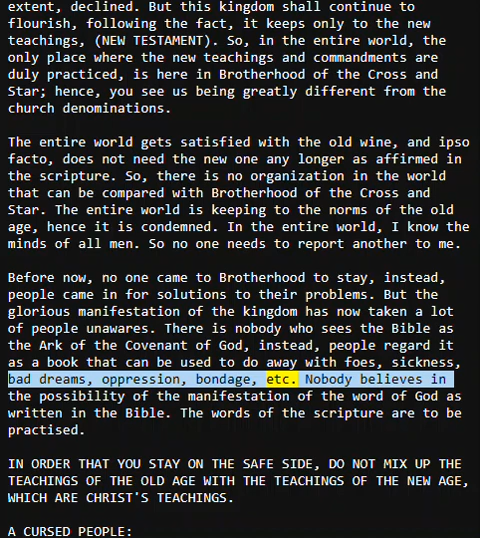 extent, declined. But this kingdom shall continue to
flourish, following the fact, it keeps only to the new
teachings, (NEW TESTAMENT). So, in the entire world, the
only place where the new teachings and commandments are
duly practiced, is here in Brotherhood of the Cross and
Star; hence, you see us being greatly different from the
church denominations.

The entire world gets satisfied with the old wine, and ipso
facto, does not need the new one any longer as affirmed in
the scripture. So, there is no organization in the world
that can be compared with Brotherhood of the Cross and
Star. The entire world is keeping to the norms of the old
age, hence it is condemned. In the entire world, I know the
minds of all men. So no one needs to report another to me.

Before now, no one came to Brotherhood to stay, instead,
people came in for solutions to their problems. But the
glorious manifestation of the kingdom has now taken a lot
of people unawares. There is nobody who sees the Bible as
the Ark of the Covenant of God, instead, people regard it
as a book that can be used to do away with foes, sickness,
bad dreams, oppression, bondage, etc. Nobody believes in
the possibility of the manifestation of the word of God as
written in the Bible. The words of the scripture are to be
practised.

IN ORDER THAT YOU STAY ON THE SAFE SIDE, DO NOT MIX UP THE
TEACHINGS OF THE OLD AGE WITH THE TEACHINGS OF THE NEW AGE,
WHICH ARE CHRIST'S TEACHINGS.

A CURSED PEOPLE: